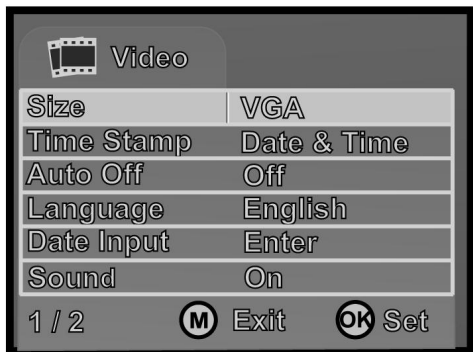 Video
Size VGA
Time Stamp Date & Time
Auto Off Off
Language English
Date Input Enter
Sound On
1 / 2 M Exit OK Set